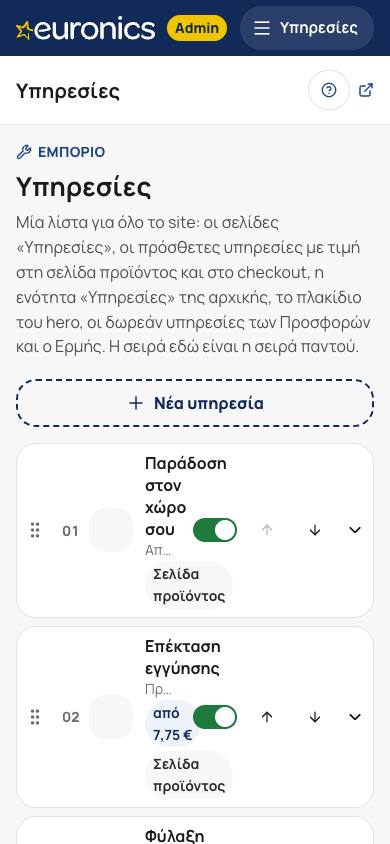 euronics Admin Υπηρεσίες
Υπηρεσίες
ΕΜΠΟΡΙΟ
Υπηρεσίες
Μία λίστα για όλο το site: οι σελίδες
«Υπηρεσίες», οι πρόσθετες υπηρεσίες με τιμή
στη σελίδα προϊόντος και στο checkout, η
ενότητα «Υπηρεσίες» της αρχικής, το πλακίδιο
του hero, οι δωρεάν υπηρεσίες των Προσφορών
και ο Ερμής. Η σειρά εδώ είναι η σειρά παντού.
Νέα υπηρεσία
01
Παράδοση
στον
χώρο
σου
Απ…
Σελίδα
προϊόντος
02
Επέκταση
εγγύησης
Πρ…
από
7,75 €
Σελίδα
προϊόντος
Φύλαξη